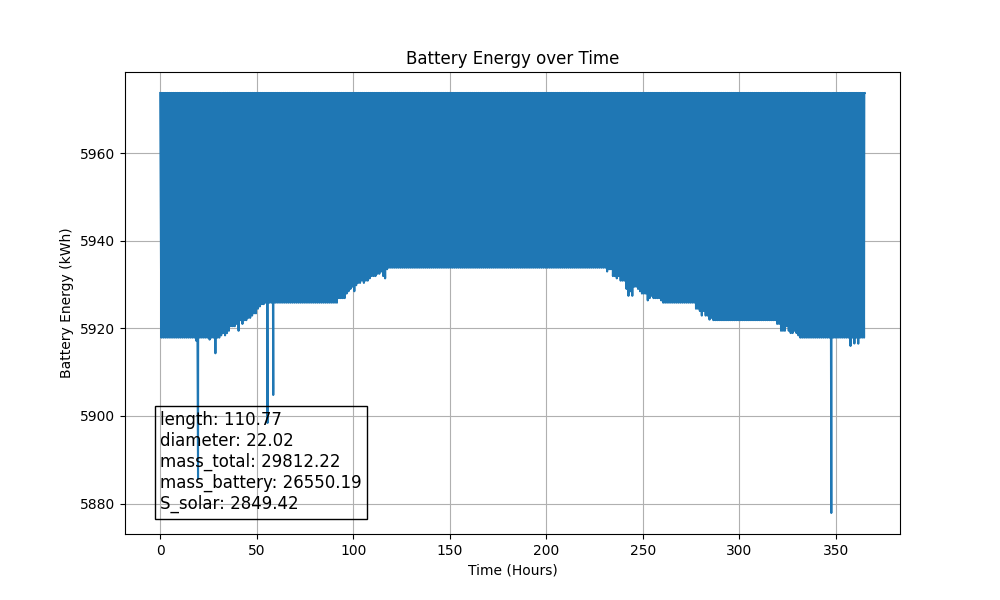 Battery Energy over Time
Battery Energy (kWh)
5960
5940
5920
5900
5880
length: 110.77
diameter: 22.02
mass_total: 29812.22
mass_battery: 26550.19
S_solar: 2849.42
0 50 100 150 200 250 300 350
Time (Hours)